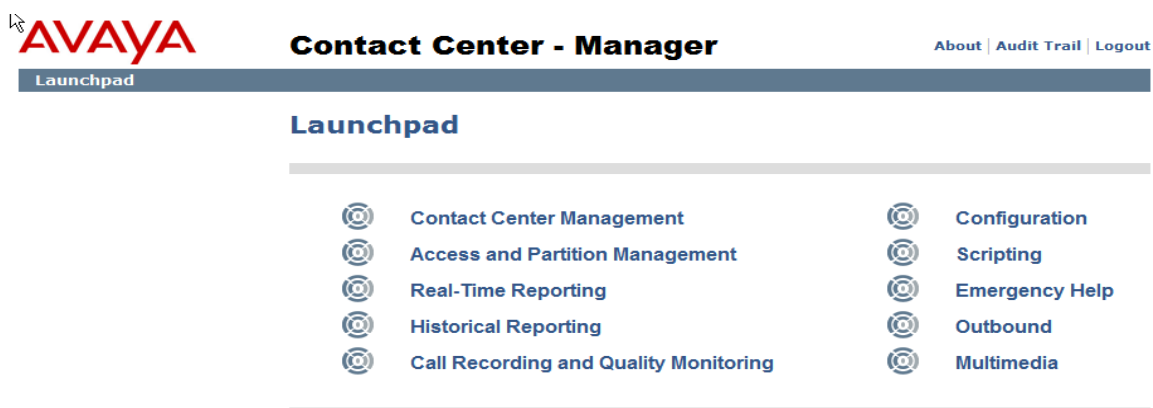 AVAYA
Contact Center - Manager
About | Audit Trail | Logout
Launchpad
Launchpad
Contact Center Management
Configuration
Access and Partition Management
Scripting
Real-Time Reporting
Emergency Help
Historical Reporting
Outbound
Call Recording and Quality Monitoring
Multimedia